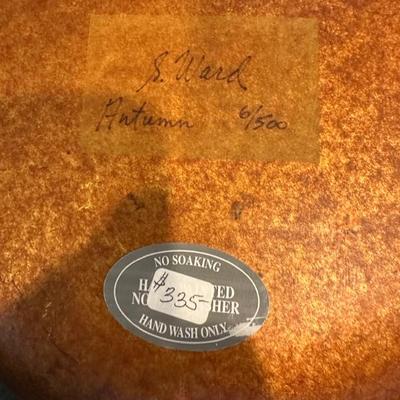 S. Ward
Autumn 6/500
NO SOAKING
$335-
HAND WASH ONLY